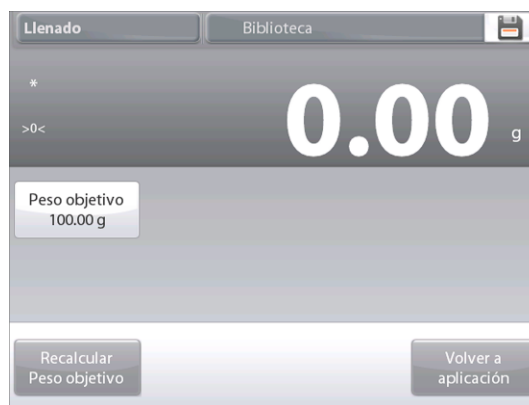 Llenado Biblioteca
*
0.00 g
>0<
Peso objetivo
100.00 g
Recalcular
Peso objetivo
Volver a
aplicación